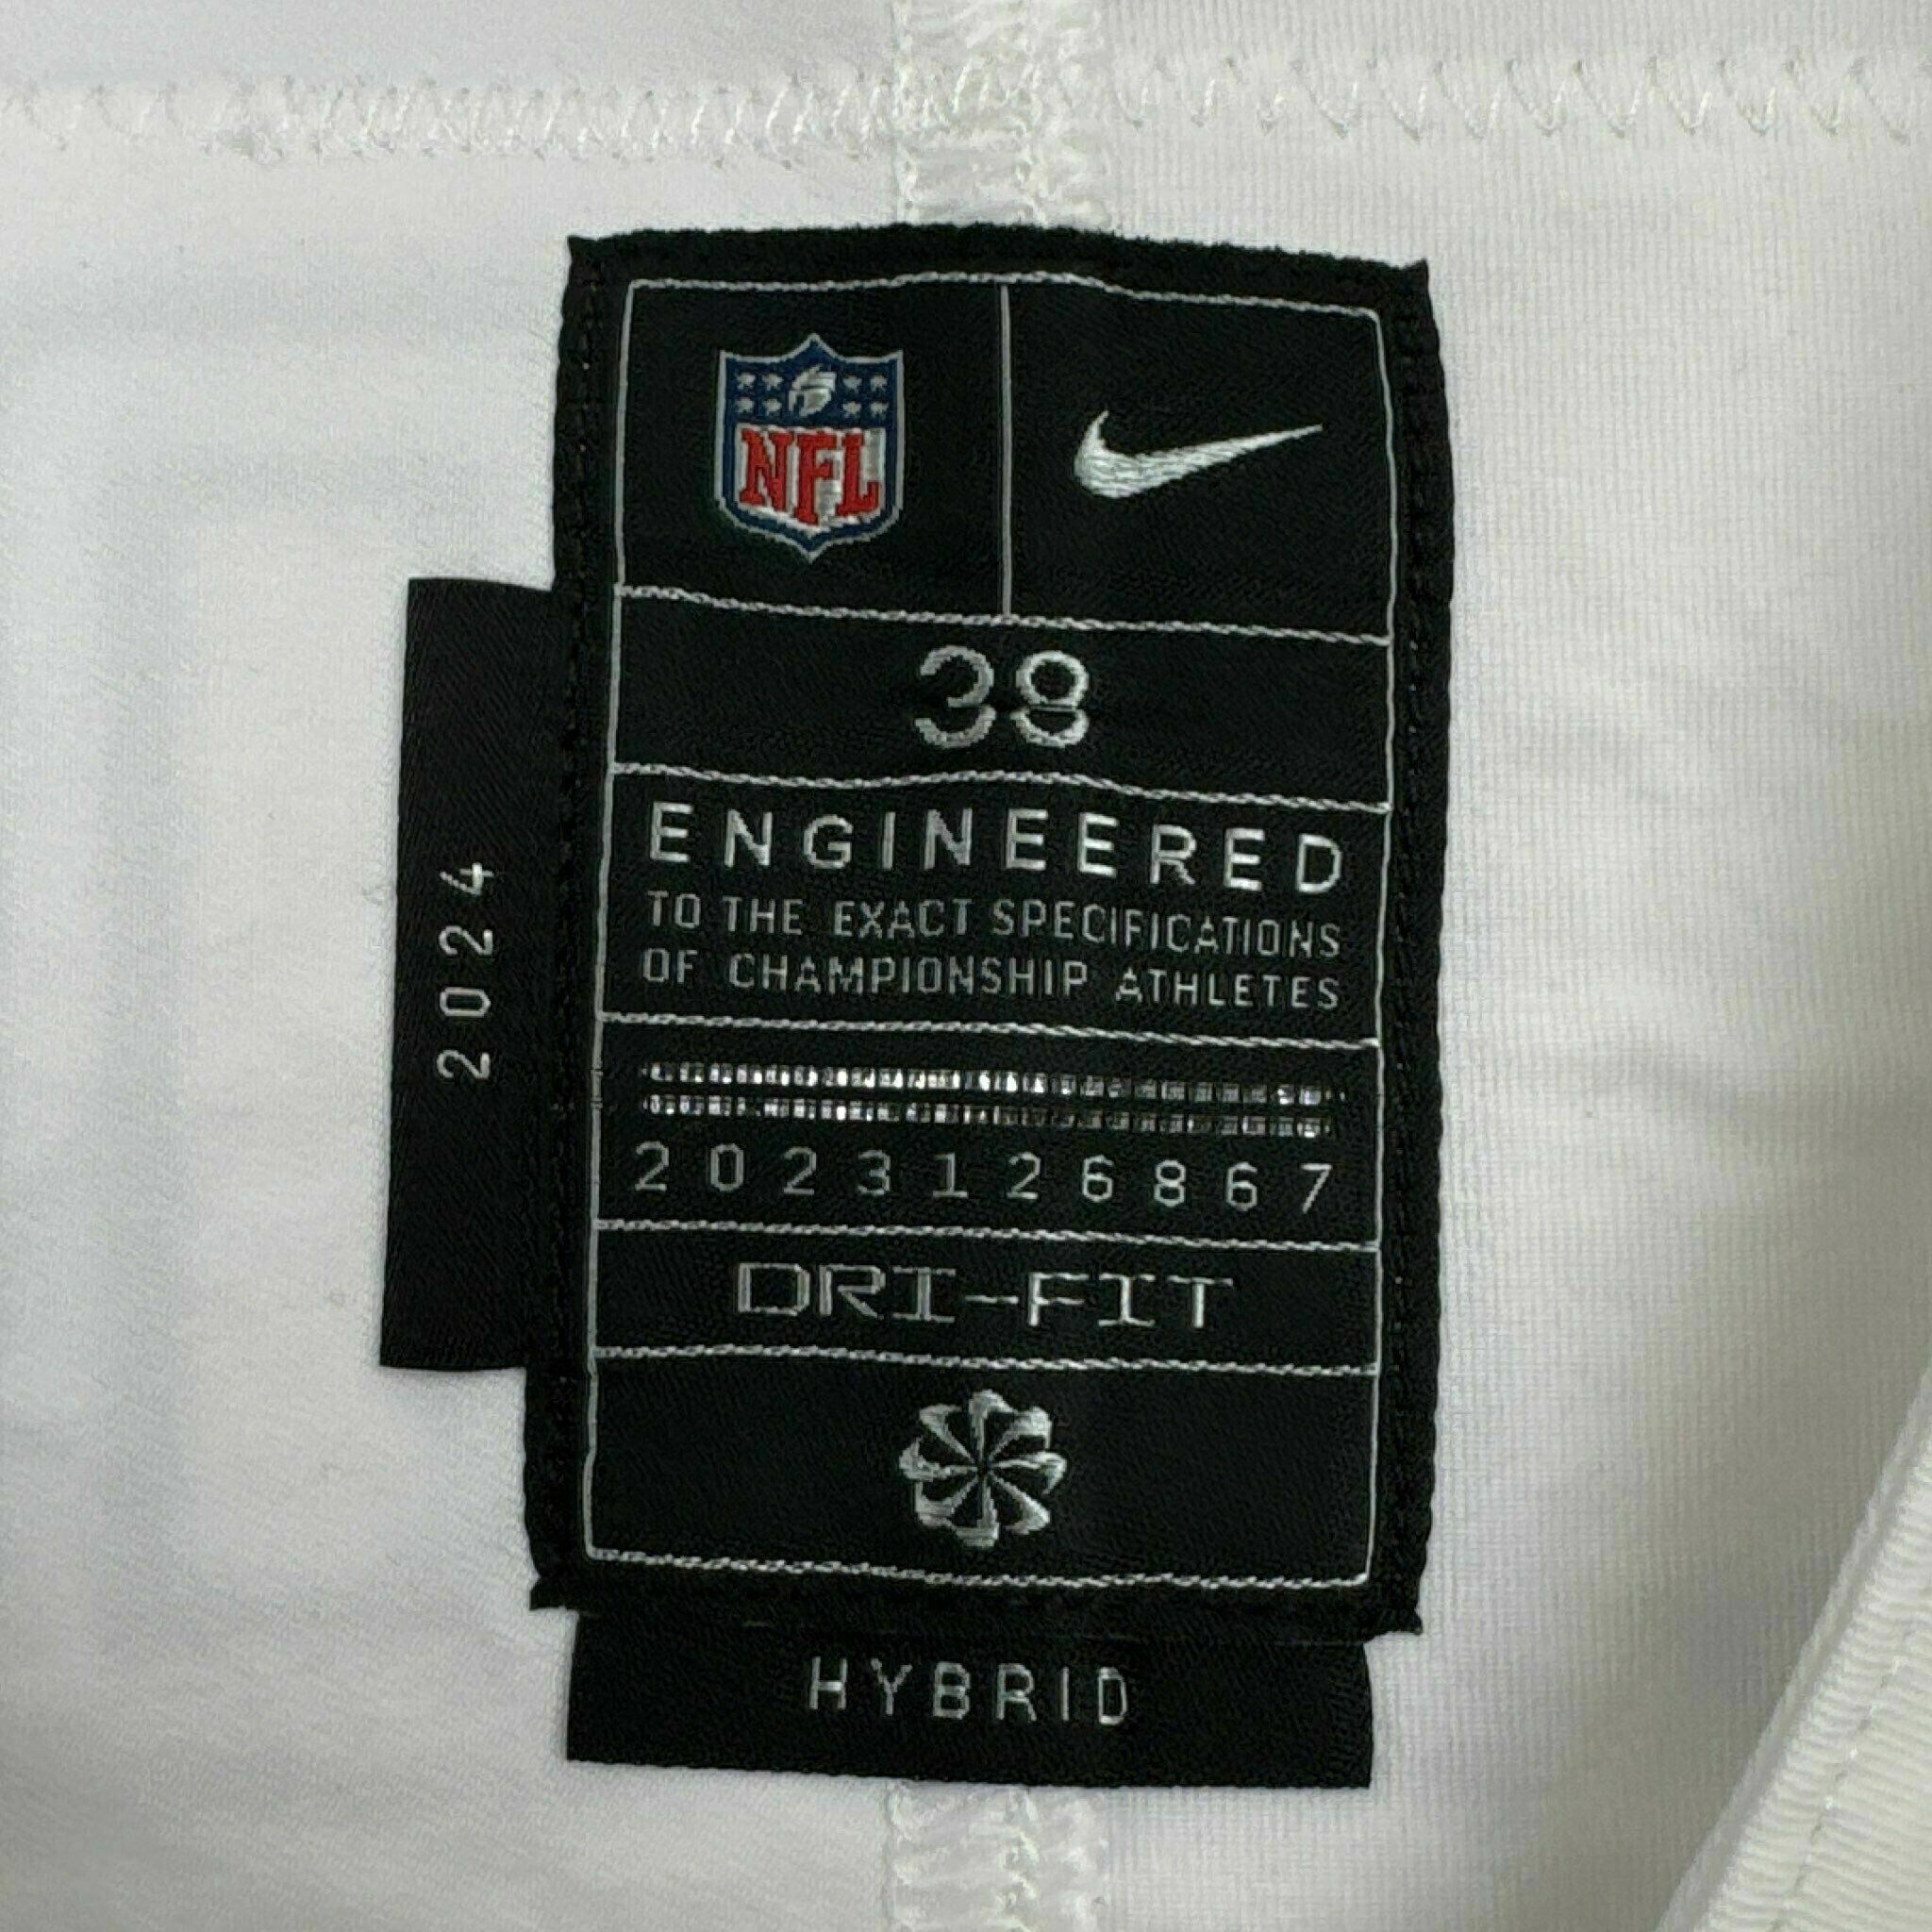 NFL
38
ENGINEERED
TO THE EXACT SPECIFICATIONS
OF CHAMPIONSHIP ATHLETES
2023126867
DRI-FIT
HYBRID
2024